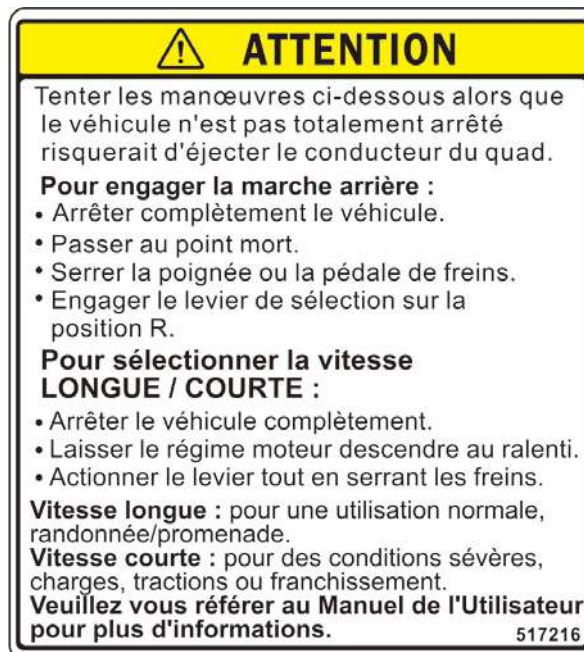 ATTENTION
Tenter les manœuvres ci-dessous alors que
le véhicule n'est pas totalement arrêté
risquerait d'éjecter le conducteur du quad.
Pour engager la marche arrière :
• Arrêter complètement le véhicule.
• Passer au point mort.
• Serrer la poignée ou la pédale de freins.
• Engager le levier de sélection sur la
position R.
Pour sélectionner la vitesse
LONGUE / COURTE :
• Arrêter le véhicule complètement.
• Laisser le régime moteur descendre au ralenti.
• Actionner le levier tout en serrant les freins.
Vitesse longue : pour une utilisation normale,
randonnée/promenade.
Vitesse courte : pour des conditions sévères,
charges, tractions ou franchissement.
Veuillez vous référer au Manuel de l'Utilisateur
pour plus d'informations. 517216